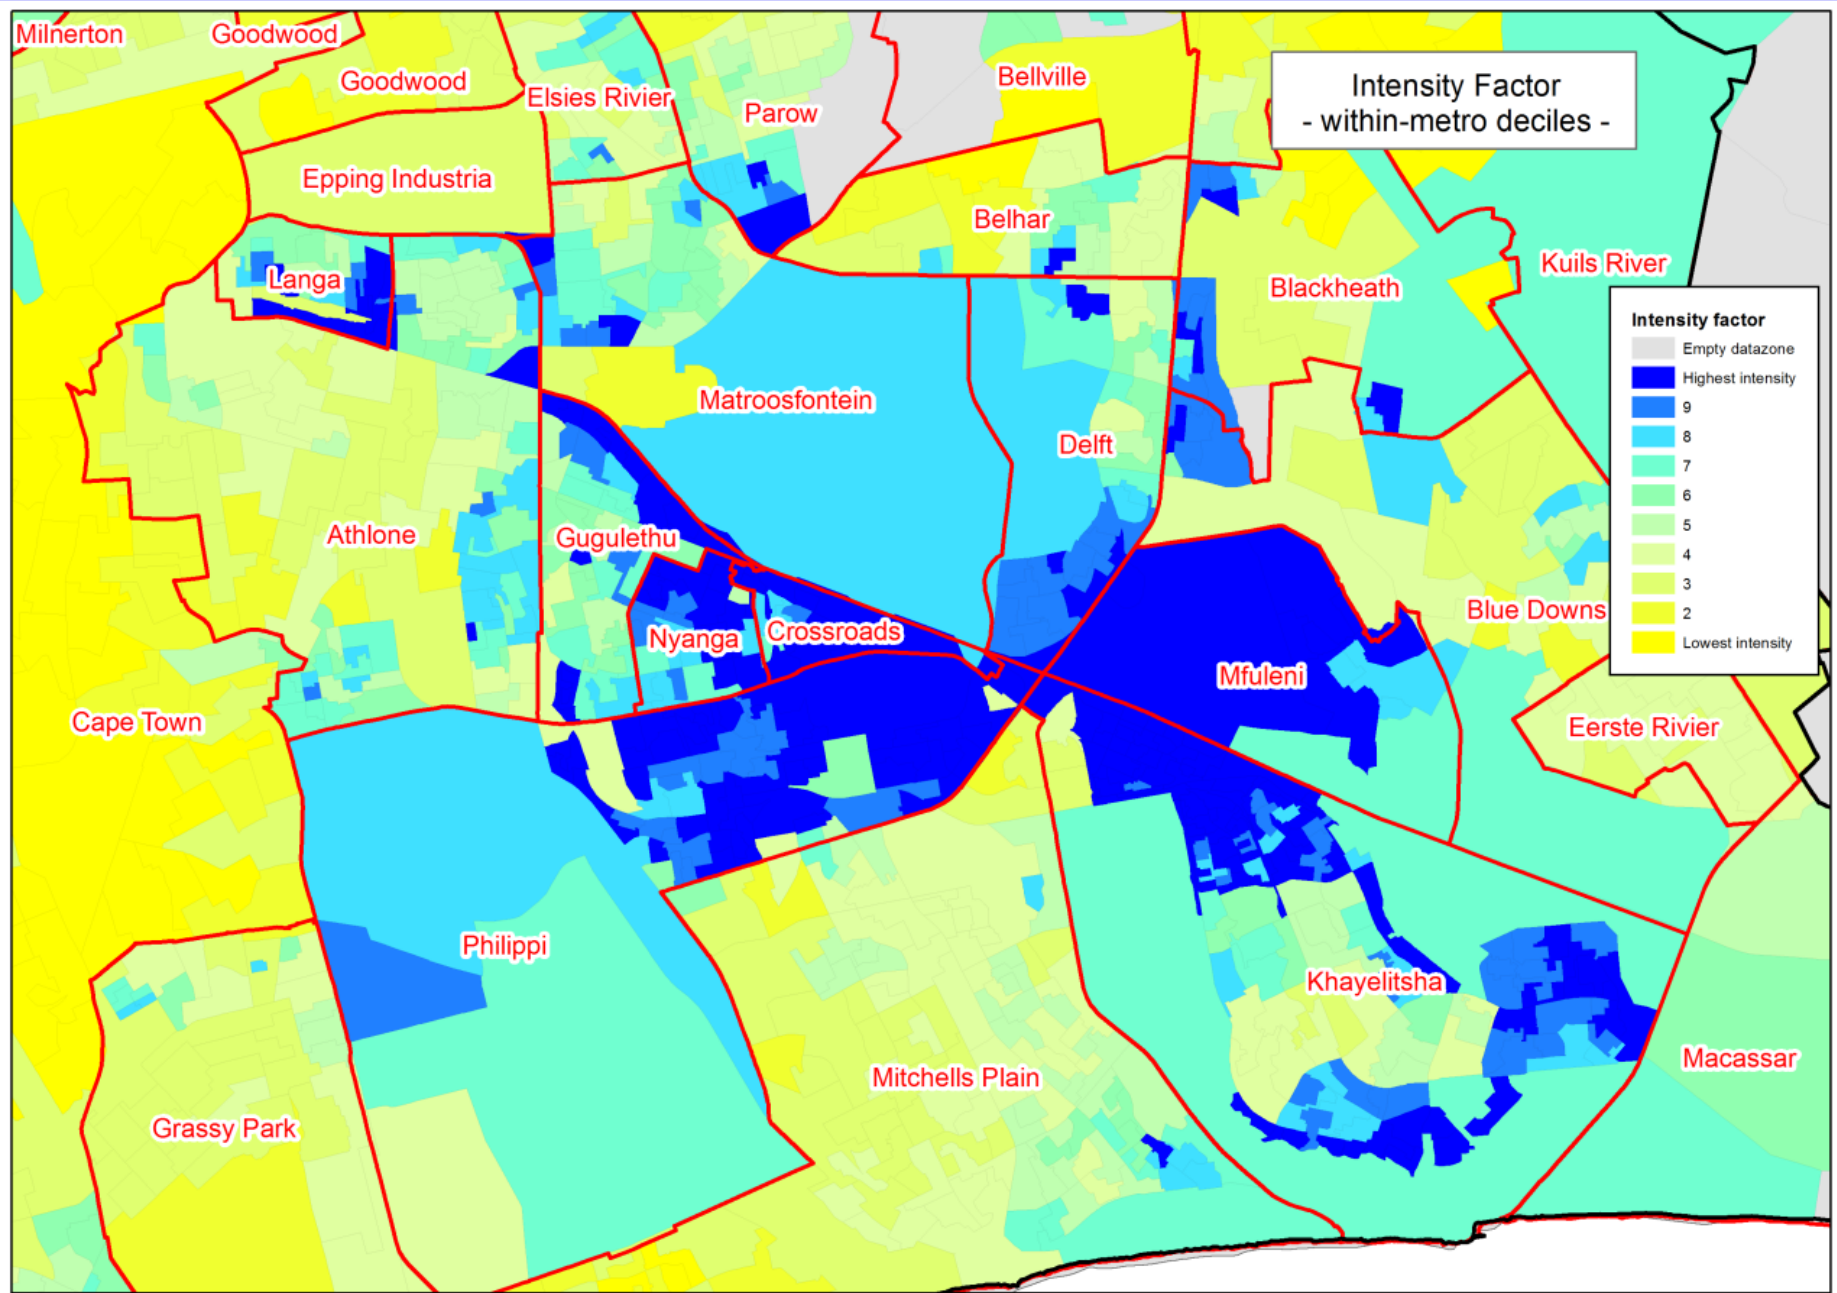 Milnerton
Goodwood
Goodwood
Elsies Rivier
Parow
Bellville
Intensity Factor
- within-metro deciles -
Epping Industria
Belhar
Langa
Blackheath
Kuils River
Matroosfontein
Delft
Athlone
Gugulethu
Nyanga
Crossroads
Blue Downs
Mfuleni
Cape Town
Eerste Rivier
Philippi
Khayelitsha
Mitchells Plain
Macassar
Grassy Park
Intensity factor
Empty datazone
Highest intensity
9
8
7
6
5
4
3
2
Lowest intensity